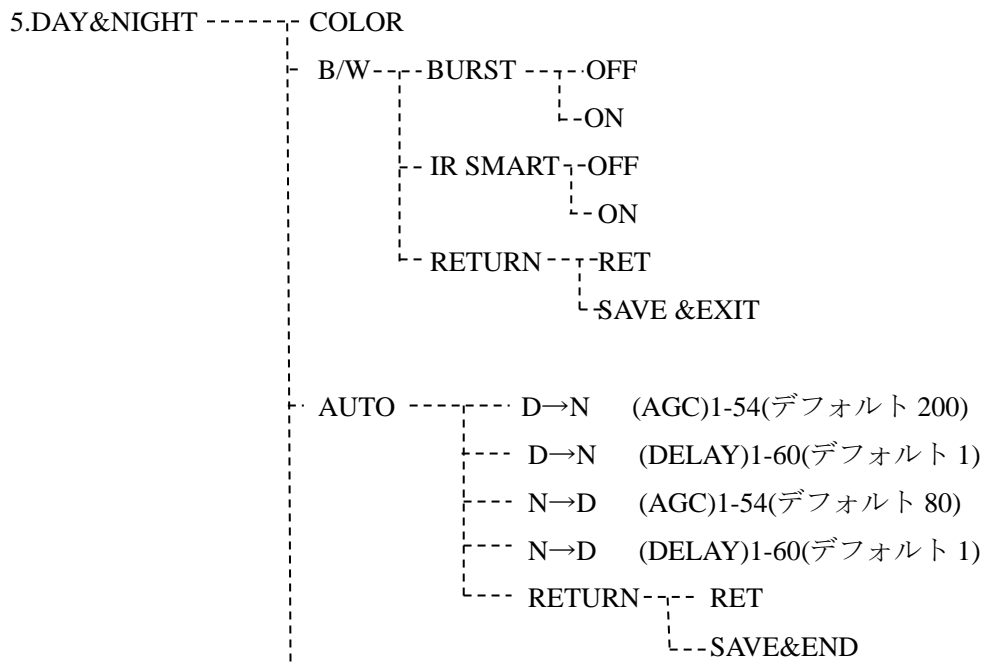 5.DAY&NIGHT COLOR
B/W BURST OFF
ON
IR SMART OFF
ON
RETURN RET
SAVE &EXIT
AUTO D→N (AGC)1-54(デフォルト 200)
D→N (DELAY)1-60(デフォルト 1)
N→D (AGC)1-54(デフォルト 80)
N→D (DELAY)1-60(デフォルト 1)
RETURN RET
SAVE&END